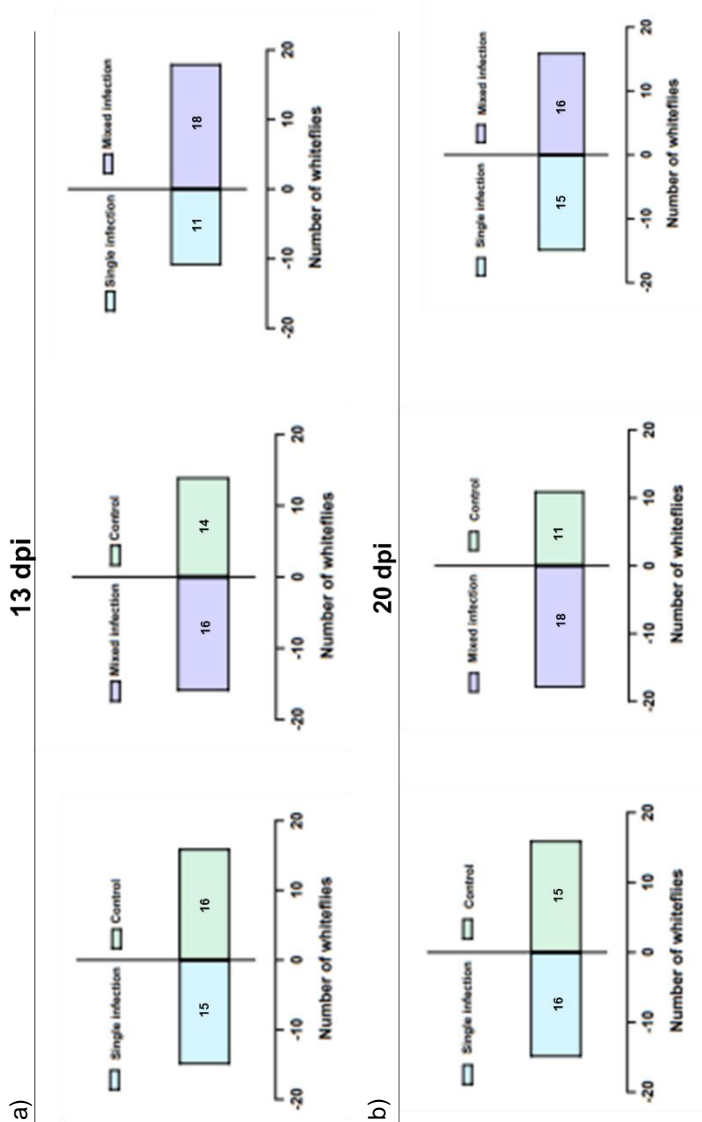 a)
13 dpi
Single infection Control
15 16
-20 -10 0 10 20
Number of whiteflies
Mixed infection Control
16 14
-20 -10 0 10 20
Number of whiteflies
Single infection Mixed infection
11 18
-20 -10 0 10 20
Number of whiteflies
b)
20 dpi
Single infection Control
16 15
-20 -10 0 10 20
Number of whiteflies
Mixed infection Control
18 11
-20 -10 0 10 20
Number of whiteflies
Single infection Mixed infection
15 16
-20 -10 0 10 20
Number of whiteflies